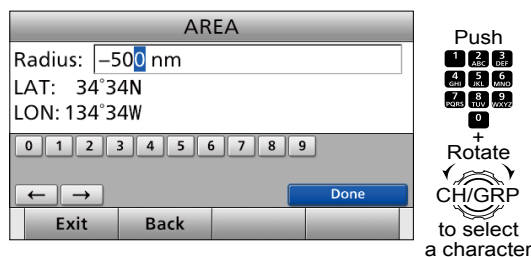 AREA
Radius: –500 nm
LAT: 34°34N
LON: 134°34W
0 1 2 3 4 5 6 7 8 9
← → Done
Exit Back
Push
1 2 ABC 3 DEF
4 GHI 5 JKL 6 MNO
7 PQRS 8 TUV 9 WXYZ
0
+
Rotate
CH/GRP
to select
a character